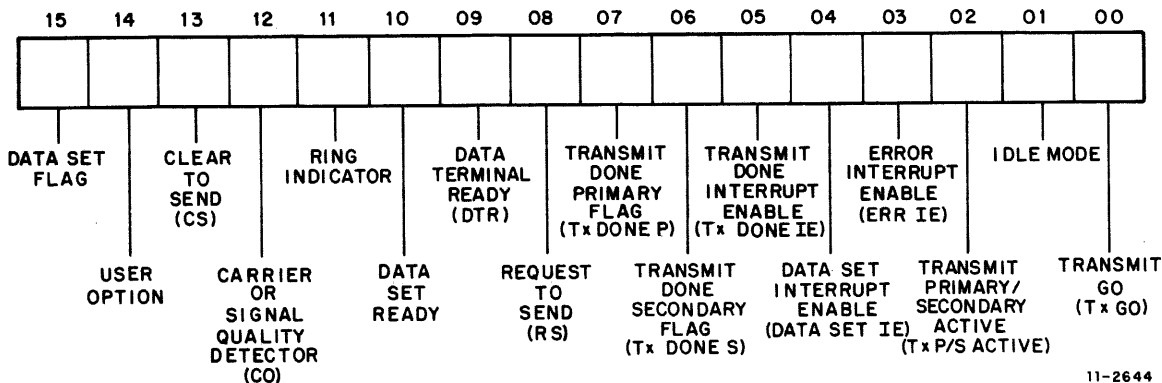 15 14 13 12 11 10 09 08 07 06 05 04 03 02 01 00
DATA SET
FLAG
USER
OPTION
CLEAR
TO
SEND
(CS)
CARRIER
OR
SIGNAL
QUALITY
DETECTOR
(CO)
RING
INDICATOR
DATA
SET
READY
DATA
TERMINAL
READY
(DTR)
REQUEST
TO
SEND
(RS)
TRANSMIT
DONE
PRIMARY
FLAG
(Tx DONE P)
TRANSMIT
DONE
SECONDARY
FLAG
(Tx DONE S)
TRANSMIT
DONE
INTERRUPT
ENABLE
(Tx DONE IE)
DATA SET
INTERRUPT
ENABLE
(DATA SET IE)
ERROR
INTERRUPT
ENABLE
(ERR IE)
TRANSMIT
PRIMARY/
SECONDARY
ACTIVE
(Tx P/S ACTIVE)
IDLE MODE
TRANSMIT
GO
(Tx GO)
11-2644